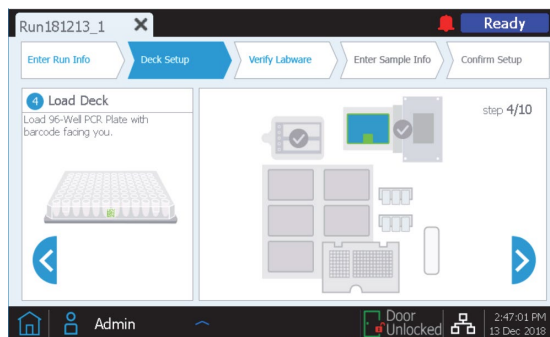 Run181213_1
Ready
Enter Run Info
Deck Setup
Verify Labware
Enter Sample Info
Confirm Setup
4 Load Deck
Load 96-Well PCR Plate with
barcode facing you.
step 4/10
Admin
Door
Unlocked
2:47:01 PM
13 Dec 2018